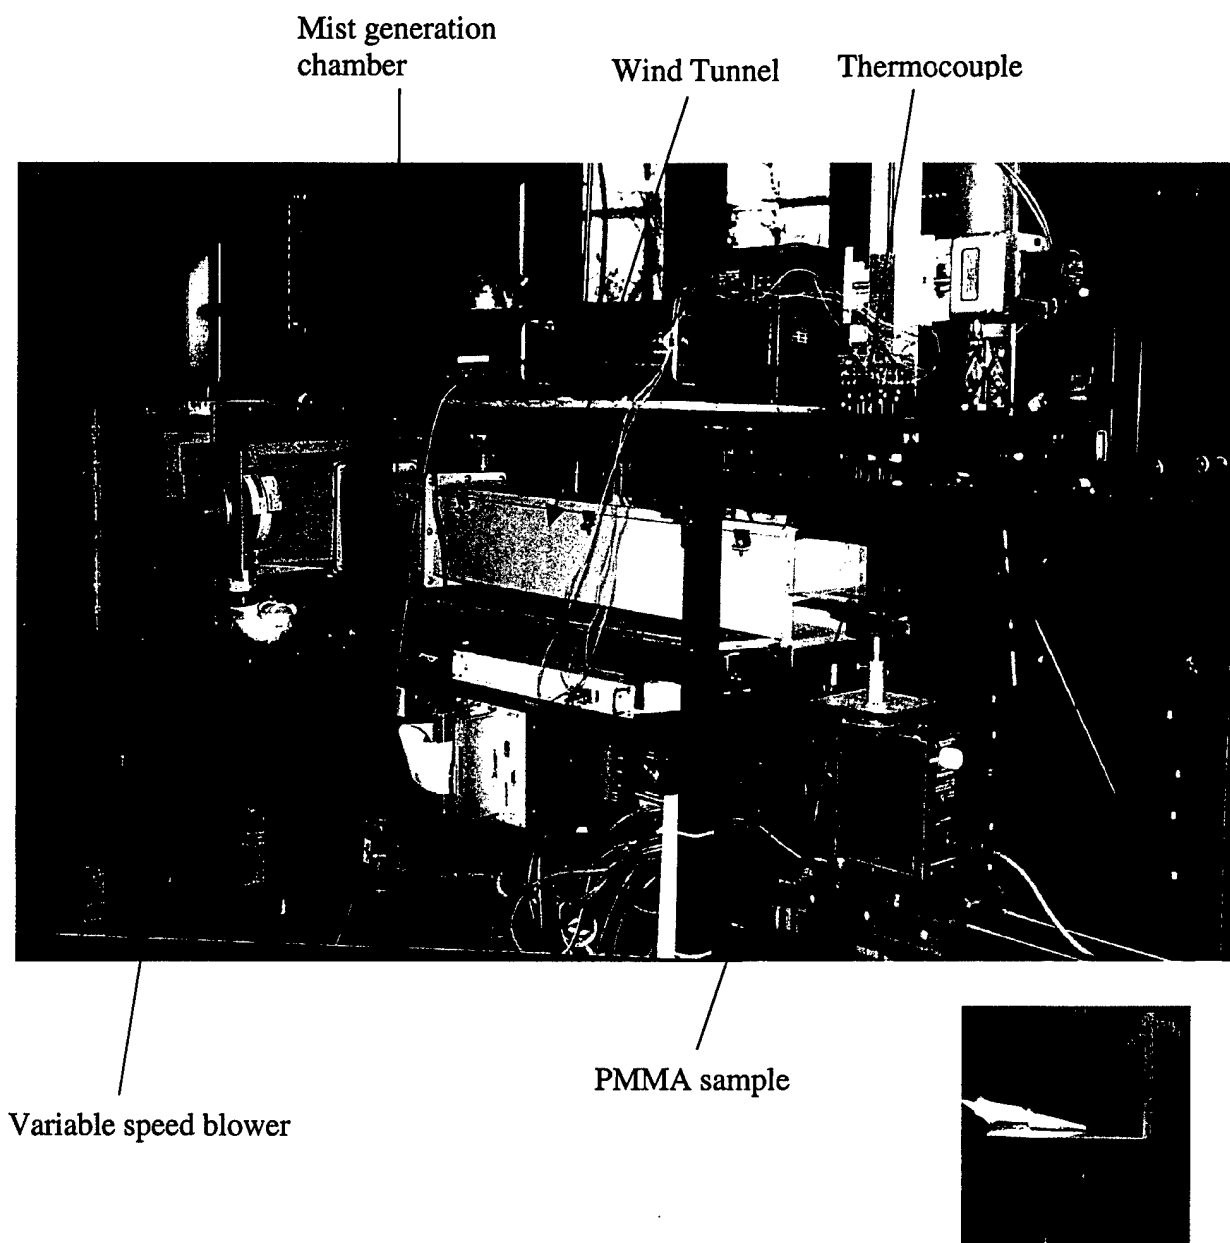 Mist generation
chamber
Wind Tunnel
Thermocouple
PMMA sample
Variable speed blower